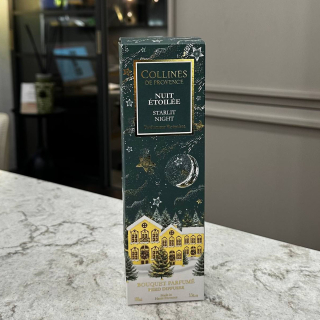 COLLINES
DE PROVENCE
NUIT
ÉTOILÉE
STARLIT
NIGHT
BOUQUET PARFUMÉ